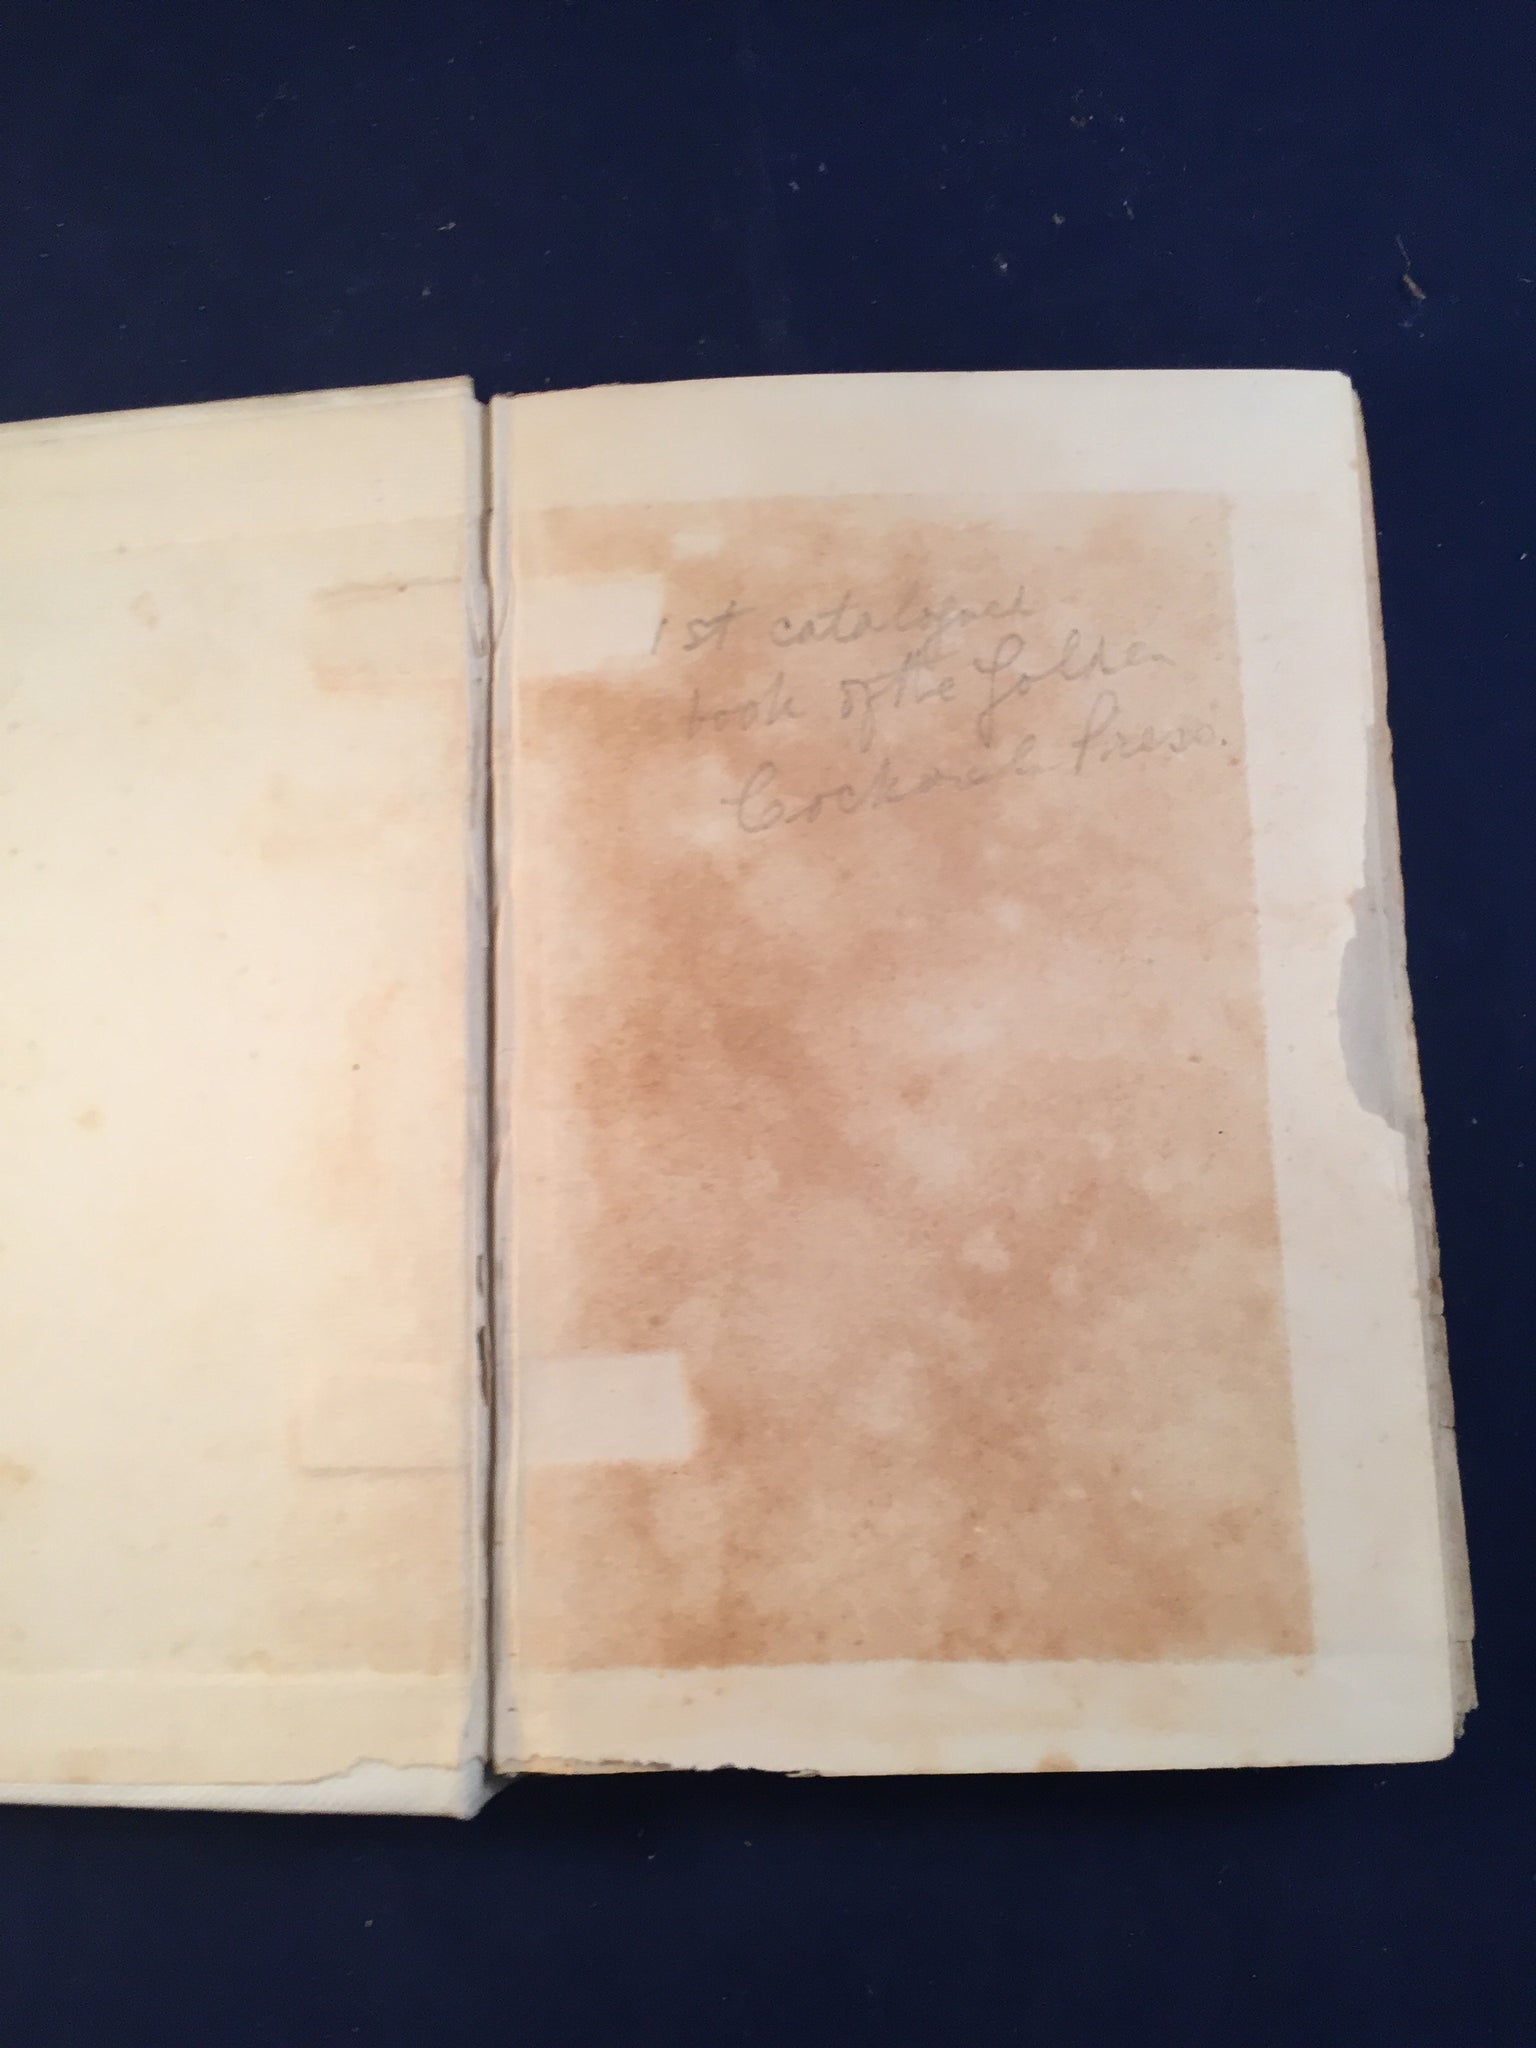 1st catalogued
book of the Golden
Cockerel Press.